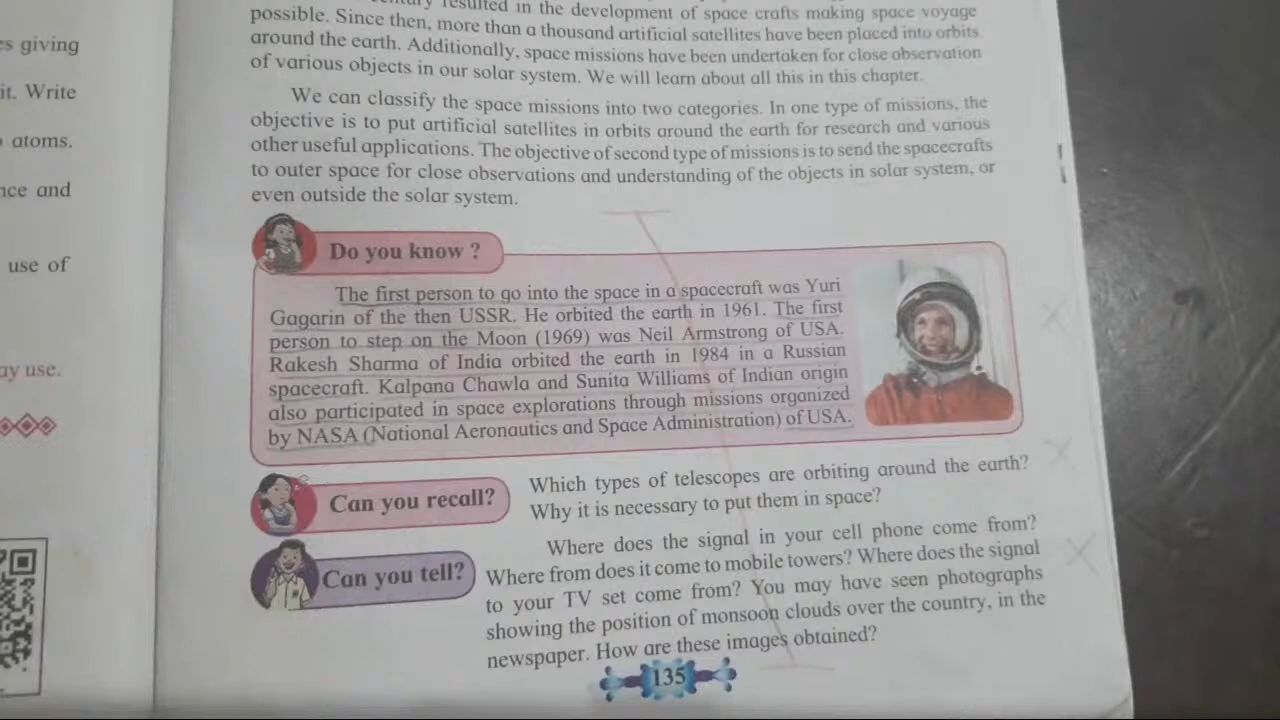 es giving
it. Write
atoms.
nce and
use of
ay use.
resulted in the development of space crafts making space voyage
possible. Since then, more than a thousand artificial satellites have been placed into orbits
around the earth. Additionally, space missions have been undertaken for close observation
of various objects in our solar system. We will learn about all this in this chapter.
We can classify the space missions into two categories. In one type of missions, the
objective is to put artificial satellites in orbits around the earth for research and various
other useful applications. The objective of second type of missions is to send the spacecrafts
to outer space for close observations and understanding of the objects in solar system, or
even outside the solar system.
Do you know ?
The first person to go into the space in a spacecraft was Yuri
Gagarin of the then USSR. He orbited the earth in 1961. The first
person to step on the Moon (1969) was Neil Armstrong of USA.
Rakesh Sharma of India orbited the earth in 1984 in a Russian
spacecraft. Kalpana Chawla and Sunita Williams of Indian origin
also participated in space explorations through missions organized
by NASA (National Aeronautics and Space Administration) of USA.
Can you recall?
Which types of telescopes are orbiting around the earth?
Why it is necessary to put them in space?
Can you tell?
Where does the signal in your cell phone come from?
Where from does it come to mobile towers? Where does the signal
to your TV set come from? You may have seen photographs
showing the position of monsoon clouds over the country, in the
newspaper. How are these images obtained?
135